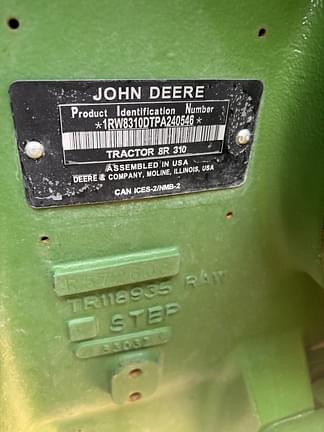 JOHN DEERE
Product Identification Number
*1RW8310DTPA240546*
TRACTOR 8R 310
ASSEMBLED IN USA
DEERE & COMPANY, MOLINE, ILLINOIS, USA
CAN ICES-2/NMB-2
TR118935 RAW
STEP